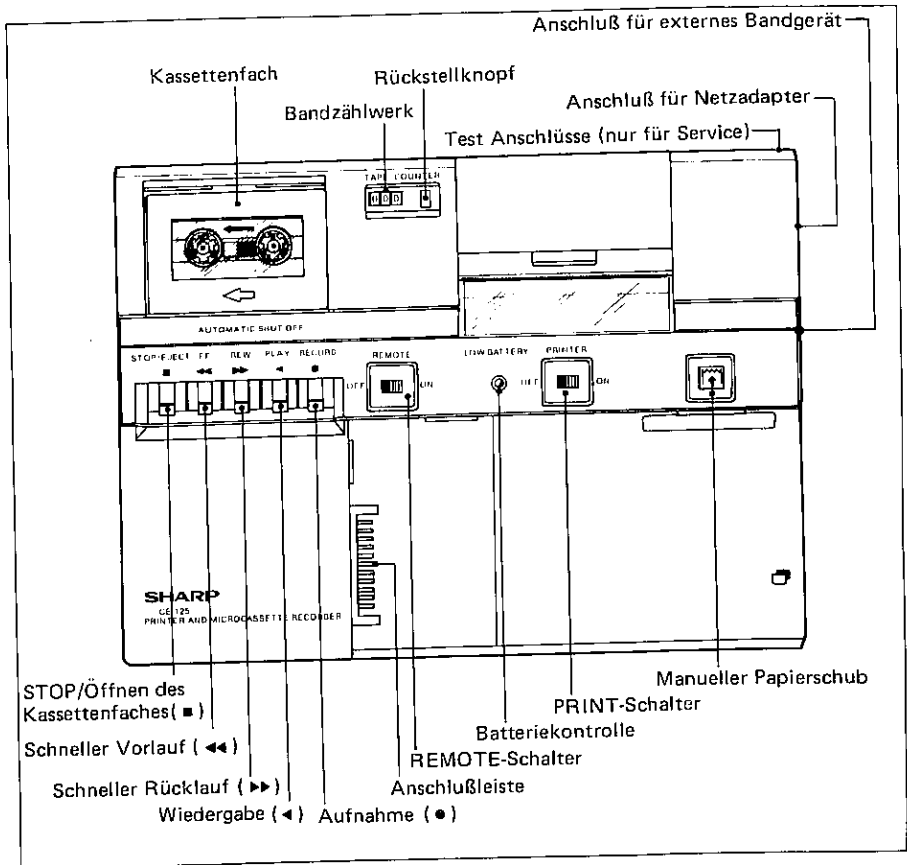 Anschluß für externes Bandgerät
Kassettenfach
Rückstellknopf
Bandzählwerk
Anschluß für Netzadapter
Test Anschlüsse (nur für Service)
TAPE COUNTER
AUTOMATIC SHUT OFF
STOP/EJECT FF REW PLAY RECORD
■ ◀◀ ▶▶ ◀ ●
REMOTE
OFF ON
LOW BATTERY
PRINTER
OFF ON
SHARP
CE-125
PRINTER AND MICROCASSETTE RECORDER
Manueller Papierschub
PRINT-Schalter
Batteriekontrolle
REMOTE-Schalter
Anschlußleiste
STOP/Öffnen des
Kassettenfaches(■)
Schneller Vorlauf (◀◀)
Schneller Rücklauf (▶▶)
Wiedergabe (◀) Aufnahme (●)